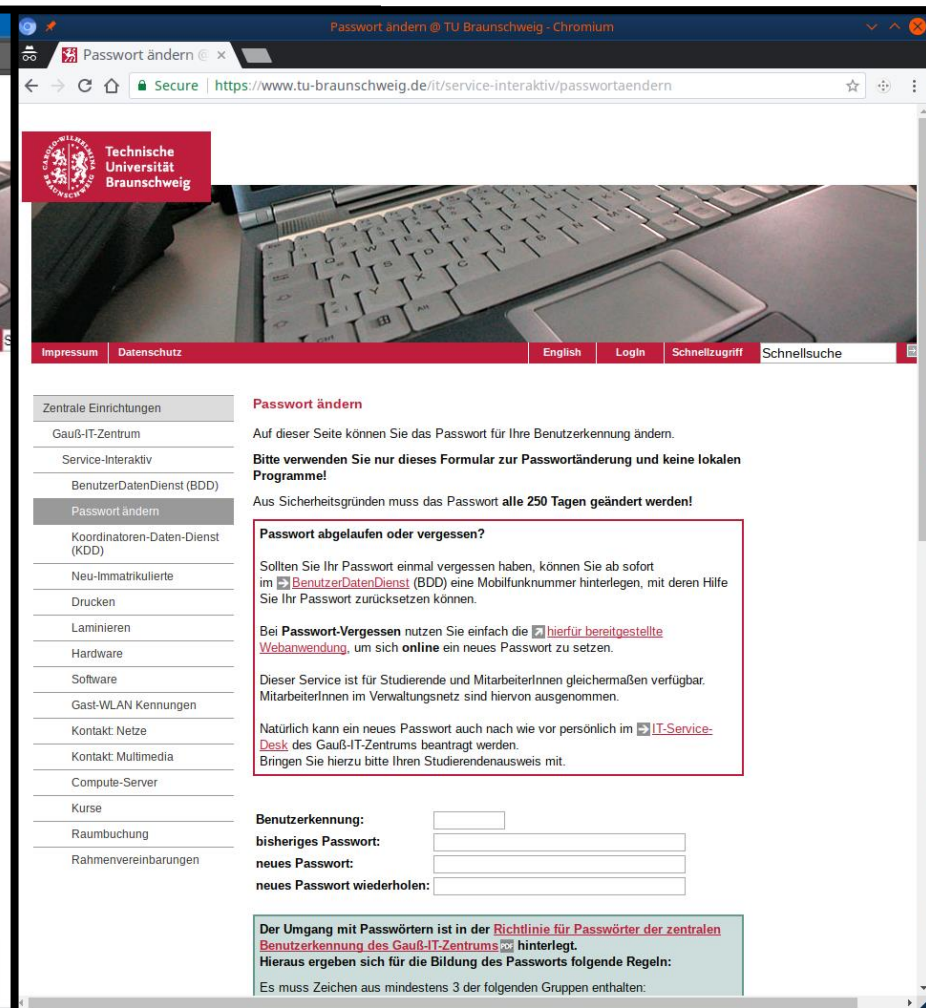 Passwort ändern @ TU Braunschweig - Chromium
Passwort ändern @
Secure | https://www.tu-braunschweig.de/it/service-interaktiv/passwortaendern
CAROLO-WILHELMINA
BRAUNSCHWEIG
Technische
Universität
Braunschweig
Impressum Datenschutz English LogIn Schnellzugriff Schnellsuche
Zentrale Einrichtungen
Gauß-IT-Zentrum
Service-Interaktiv
BenutzerDatenDienst (BDD)
Passwort ändern
Koordinatoren-Daten-Dienst
(KDD)
Neu-Immatrikulierte
Drucken
Laminieren
Hardware
Software
Gast-WLAN Kennungen
Kontakt: Netze
Kontakt: Multimedia
Compute-Server
Kurse
Raumbuchung
Rahmenvereinbarungen
Passwort ändern
Auf dieser Seite können Sie das Passwort für Ihre Benutzerkennung ändern.
Bitte verwenden Sie nur dieses Formular zur Passwortänderung und keine lokalen
Programme!
Aus Sicherheitsgründen muss das Passwort alle 250 Tagen geändert werden!
Passwort abgelaufen oder vergessen?
Sollten Sie Ihr Passwort einmal vergessen haben, können Sie ab sofort
im BenutzerDatenDienst (BDD) eine Mobilfunknummer hinterlegen, mit deren Hilfe
Sie Ihr Passwort zurücksetzen können.
Bei Passwort-Vergessen nutzen Sie einfach die hierfür bereitgestellte
Webanwendung, um sich online ein neues Passwort zu setzen.
Dieser Service ist für Studierende und MitarbeiterInnen gleichermaßen verfügbar.
MitarbeiterInnen im Verwaltungsnetz sind hiervon ausgenommen.
Natürlich kann ein neues Passwort auch nach wie vor persönlich im IT-Service-
Desk des Gauß-IT-Zentrums beantragt werden.
Bringen Sie hierzu bitte Ihren Studierendenausweis mit.
Benutzerkennung:
bisheriges Passwort:
neues Passwort:
neues Passwort wiederholen:
Der Umgang mit Passwörtern ist in der Richtlinie für Passwörter der zentralen
Benutzerkennung des Gauß-IT-Zentrums PDF hinterlegt.
Hieraus ergeben sich für die Bildung des Passworts folgende Regeln:
Es muss Zeichen aus mindestens 3 der folgenden Gruppen enthalten: